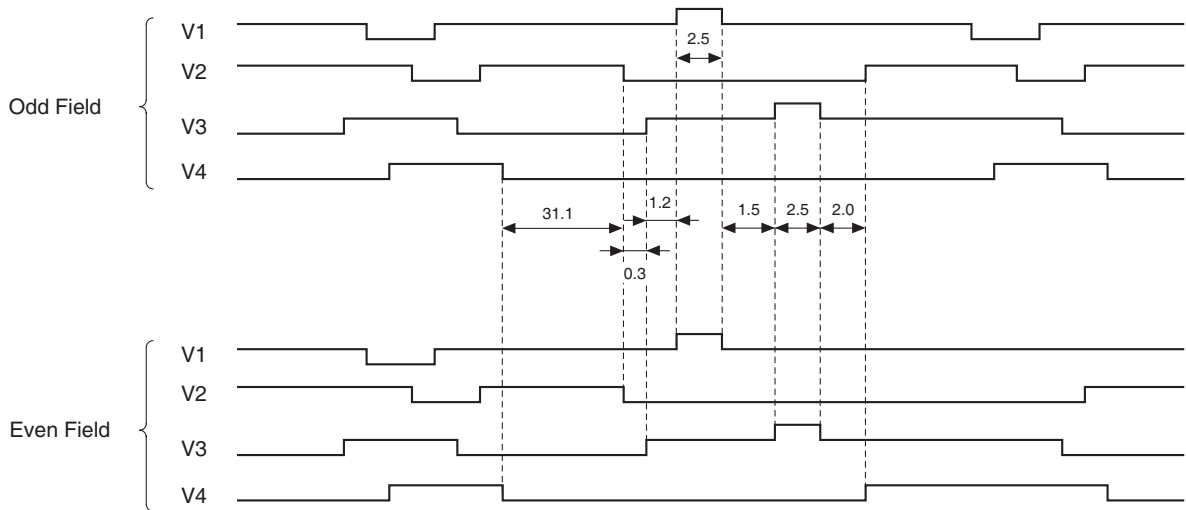 Odd Field
V1
2.5
V2
V3
V4
31.1
1.2
1.5
2.5
2.0
0.3
Even Field
V1
V2
V3
V4